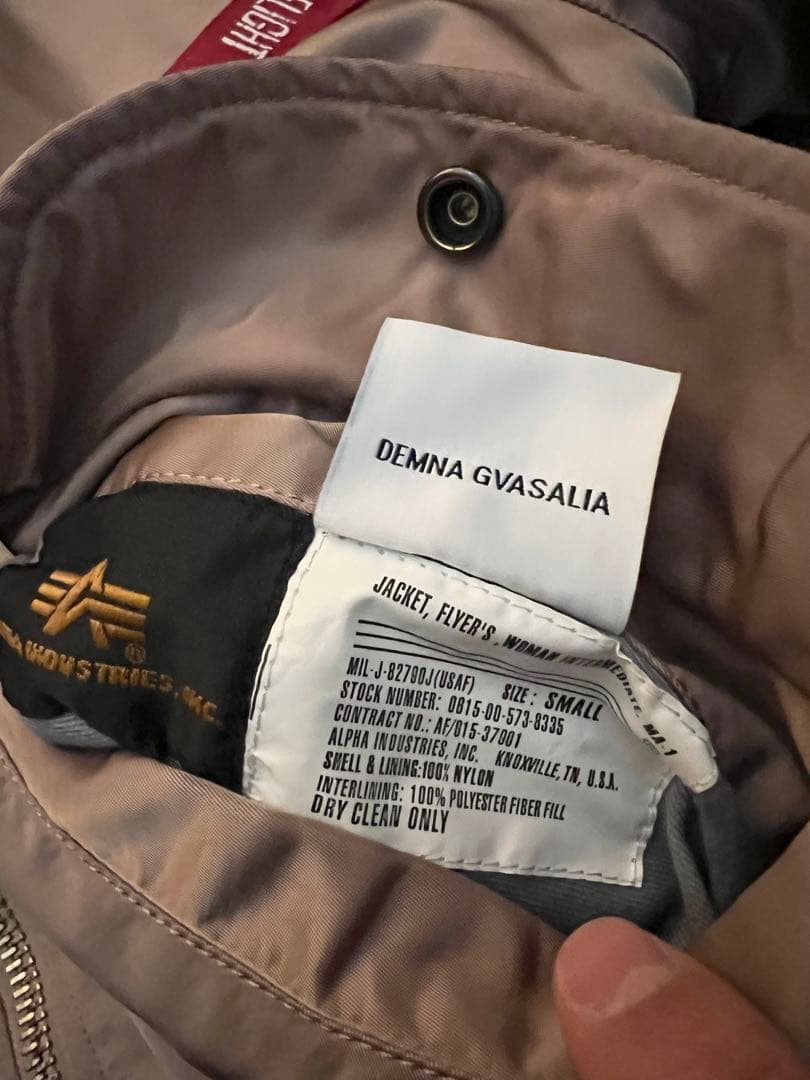 DEMNA GVASALIA
INDUSTRIES, INC.
®
JACKET, FLYER'S, WOMAN INTERMEDIATE, MA-1
MIL-J-82790J(USAF) SIZE: SMALL
STOCK NUMBER: 0815-00-573-8335
CONTRACT NO.: AF/015-37001
ALPHA INDUSTRIES, INC. KNOXVILLE, TN, U.S.A.
SHELL & LINING:100% NYLON
INTERLINING: 100% POLYESTER FIBER FILL
DRY CLEAN ONLY